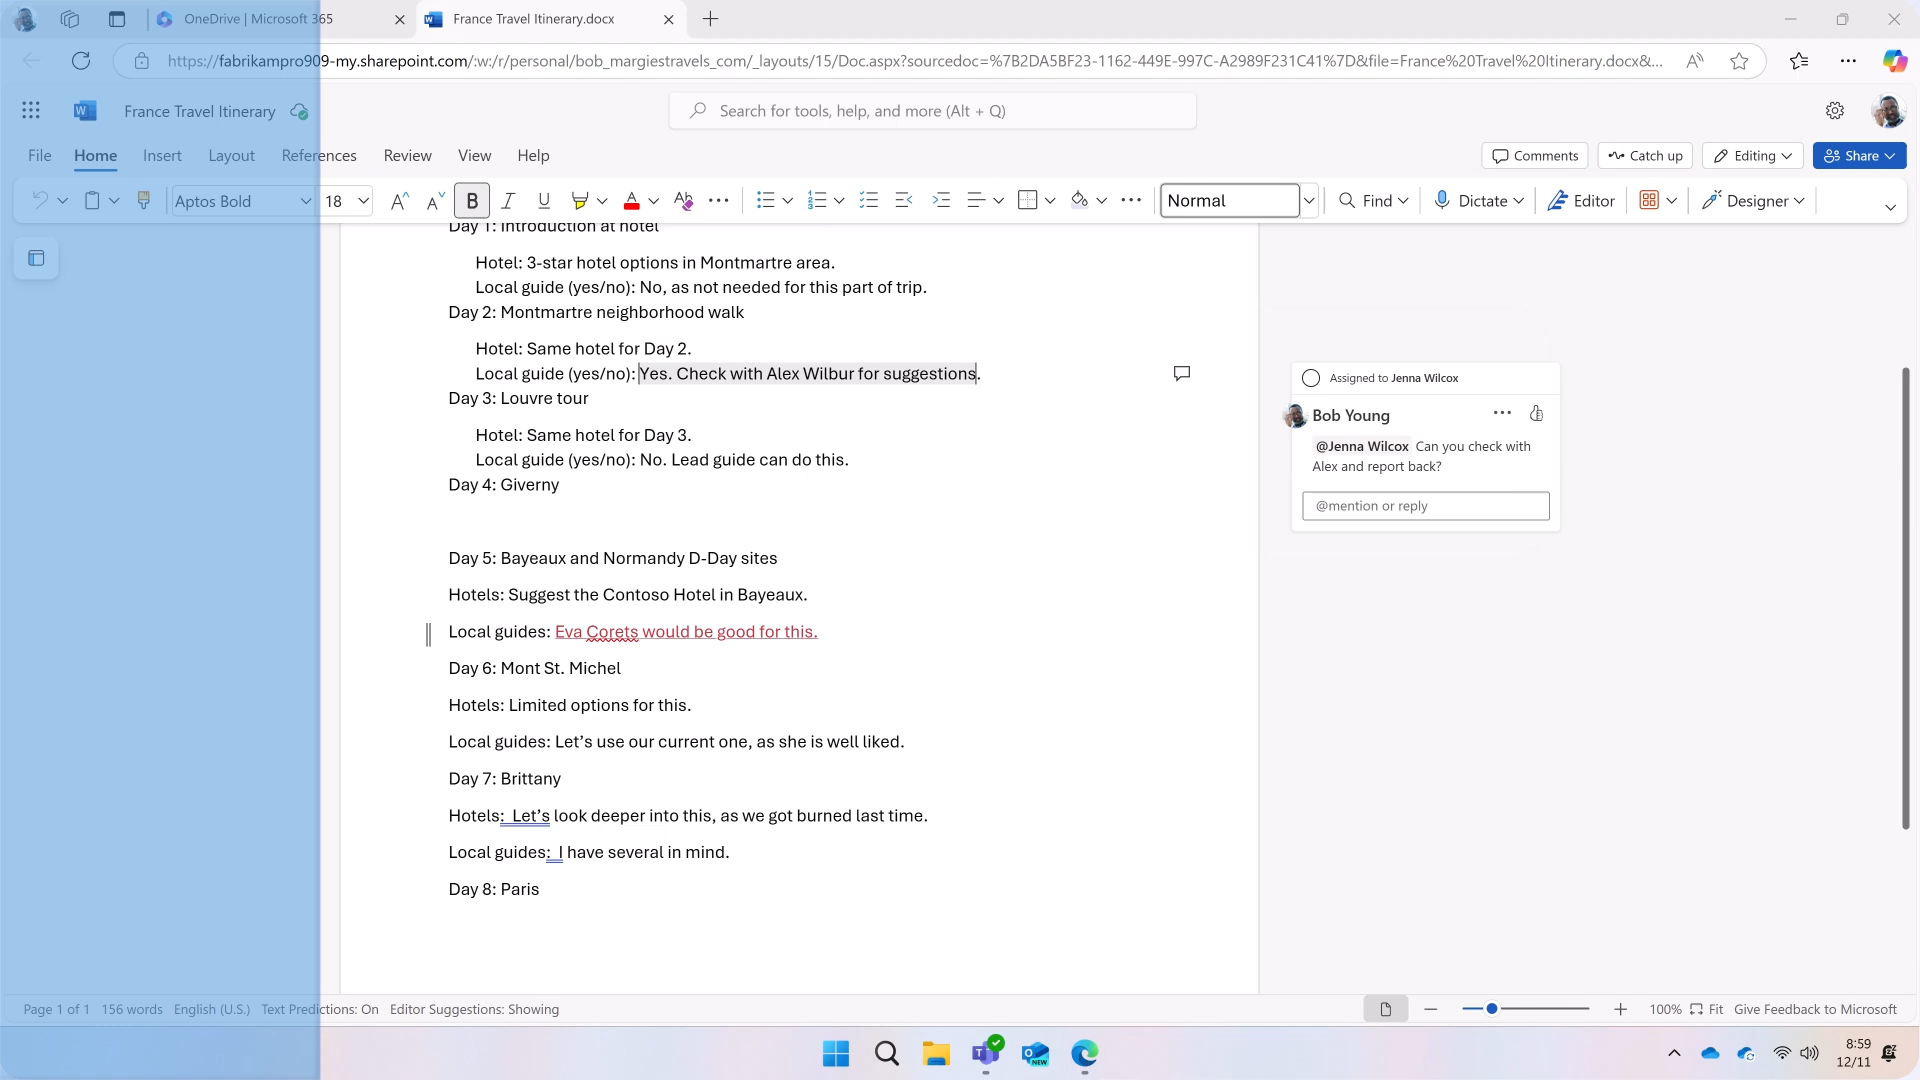 OneDrive | Microsoft 365
France Travel Itinerary.docx
https://fabrikampro909-my.sharepoint.com/:w:/r/personal/bob_margiestravels_com/_layouts/15/Doc.aspx?sourcedoc=%7B2DA5BF23-1162-449E-997C-A2989F231C41%7D&file=France%20Travel%20Itinerary.docx&...
France Travel Itinerary
Search for tools, help, and more (Alt + Q)
File Home Insert Layout References Review View Help
Comments Catch up Editing Share
Aptos Bold 18 Normal Find Dictate Editor Designer
Day 1: Introduction at hotel
Hotel: 3-star hotel options in Montmartre area.
Local guide (yes/no): No, as not needed for this part of trip.
Day 2: Montmartre neighborhood walk
Hotel: Same hotel for Day 2.
Local guide (yes/no): Yes. Check with Alex Wilbur for suggestions.
Day 3: Louvre tour
Hotel: Same hotel for Day 3.
Local guide (yes/no): No. Lead guide can do this.
Day 4: Giverny
Day 5: Bayeaux and Normandy D-Day sites
Hotels: Suggest the Contoso Hotel in Bayeaux.
Local guides: Eva Corets would be good for this.
Day 6: Mont St. Michel
Hotels: Limited options for this.
Local guides: Let's use our current one, as she is well liked.
Day 7: Brittany
Hotels:  Let's look deeper into this, as we got burned last time.
Local guides:  I have several in mind.
Day 8: Paris
Assigned to Jenna Wilcox
Bob Young
@Jenna Wilcox Can you check with
Alex and report back?
@mention or reply
Page 1 of 1 156 words English (U.S.) Text Predictions: On Editor Suggestions: Showing
100% Fit Give Feedback to Microsoft
NEW
8:59
12/11